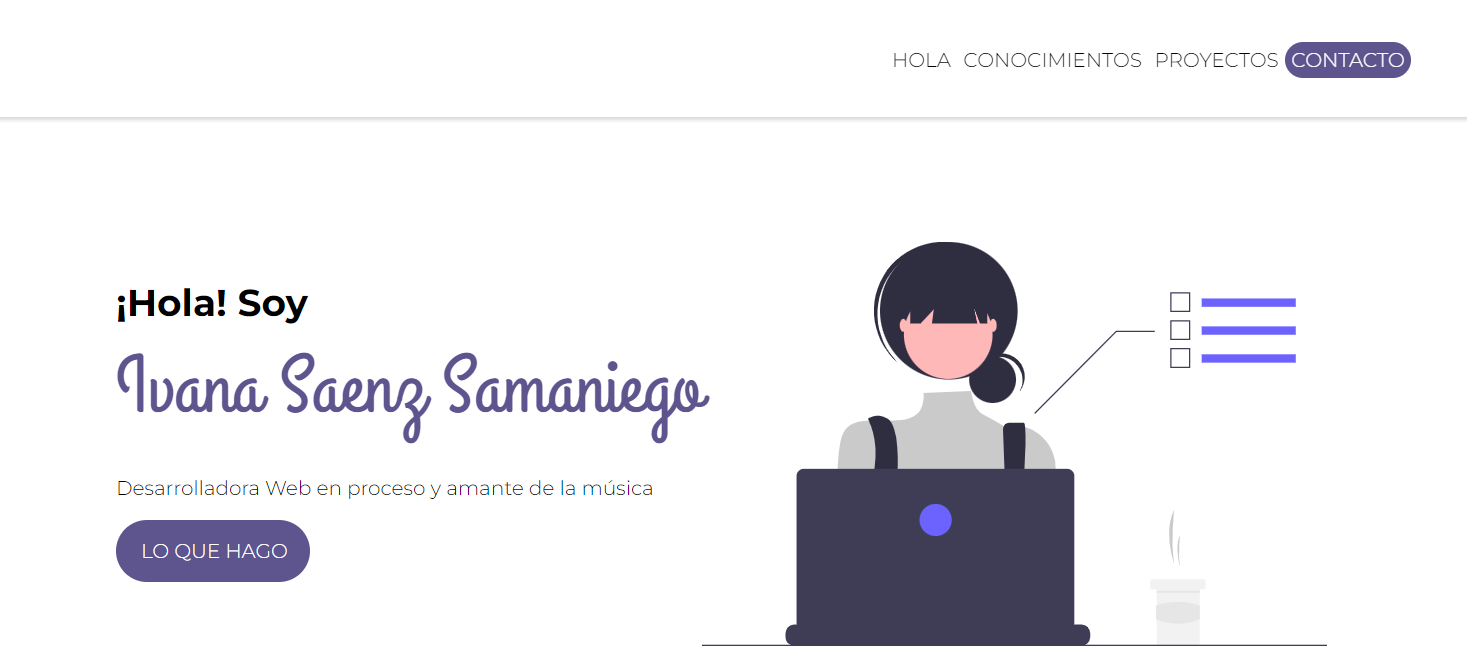 HOLA CONOCIMIENTOS PROYECTOS CONTACTO
¡Hola! Soy
Ivana Saenz Samaniego
Desarrolladora Web en proceso y amante de la música
LO QUE HAGO